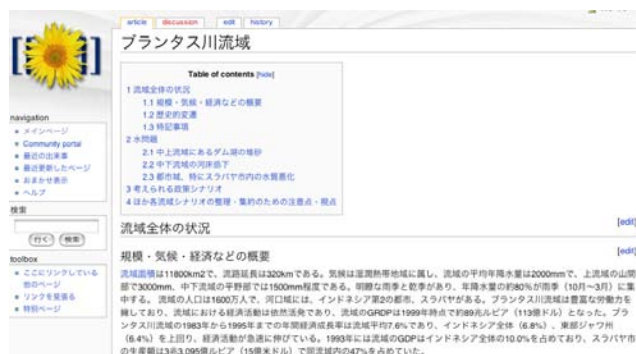 article
discussion
edit
history
ブランタス川流域
Table of contents [hide]
1 流域全体の状況
1.1 規模・気候・経済などの概要
1.2 歴史的変遷
1.3 特記事項
2 水問題
2.1 中上流域にあるダム湖の堆砂
2.2 中下流域の河床低下
2.3 都市域、特にスラバヤ市内の水質悪化
3 考えられる政策シナリオ
4 ほか各流域シナリオの整理・集約のための注意点・視点
navigation
メインページ
Community portal
最近の出来事
最近更新したページ
おまかせ表示
ヘルプ
検索
行く
検索
toolbox
ここにリンクしている
他のページ
リンクを見張る
特別ページ
流域全体の状況
[edit]
規模・気候・経済などの概要
[edit]
流域面積は11800km2で、流路延長は320kmである。気候は湿潤熱帯地域に属し、流域の平均年降水量は2000mmで、上流域の山間
部で3000mm、中下流域の平野部では1500mm程度である。明瞭な雨季と乾季があり、年降水量の約80%が雨季（10月〜3月）に集
中する。 流域の人口は1600万人で、河口域には、インドネシア第2の都市、スラバヤがある。ブランタス川流域は豊富な労働力を
擁しており、流域における経済活動は依然活発であり、流域のGRDPは1999年時点で約89兆ルピア（113億ドル）となった。ブラ
ンタス川流域の1983年から1995年までの年間経済成長率は流域平均7.6%であり、インドネシア全体（6.8%）、東部ジャワ州
（6.4%）を上回り、経済活動が急速に伸びている。1993年には流域のGDPはインドネシア全体の10.0%を占めており、スラバヤ市
の生産額は3兆3,095億ルピア（15億米ドル）で同流域内の47%を占めていた。